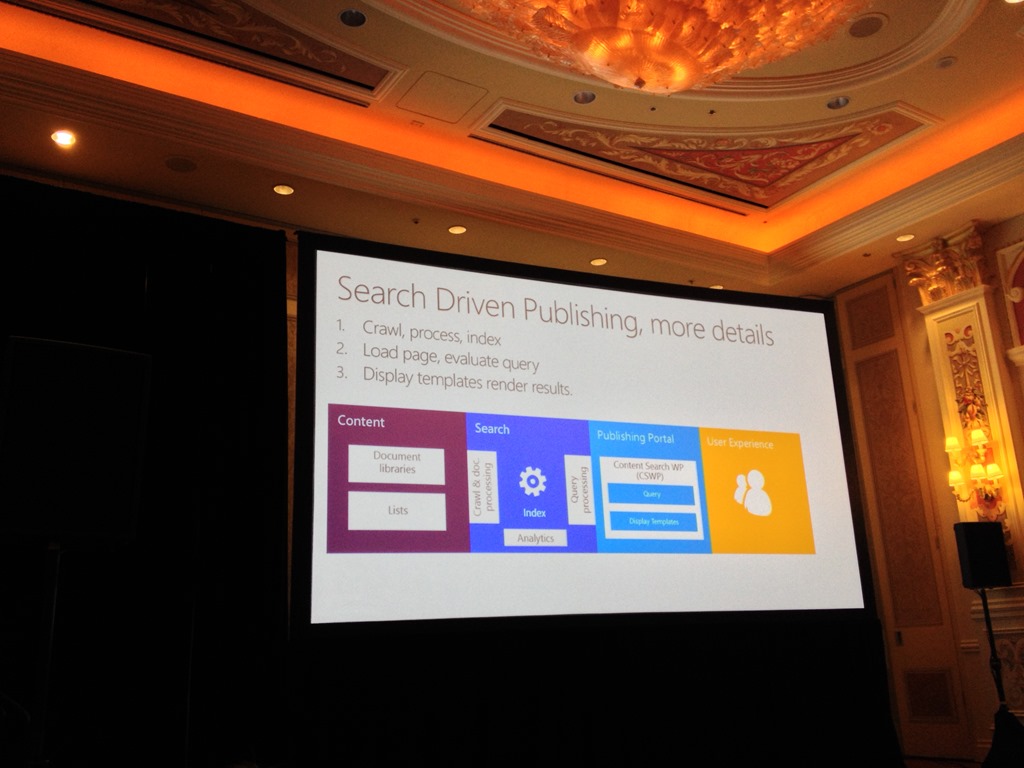 Search Driven Publishing, more details
1. Crawl, process, index
2. Load page, evaluate query
3. Display templates render results.
Content
Document
libraries
Lists
Search
Crawl & doc
processing
Index
Query
processing
Analytics
Publishing Portal
Content Search WP
(CSWP)
Query
Display Templates
User Experience